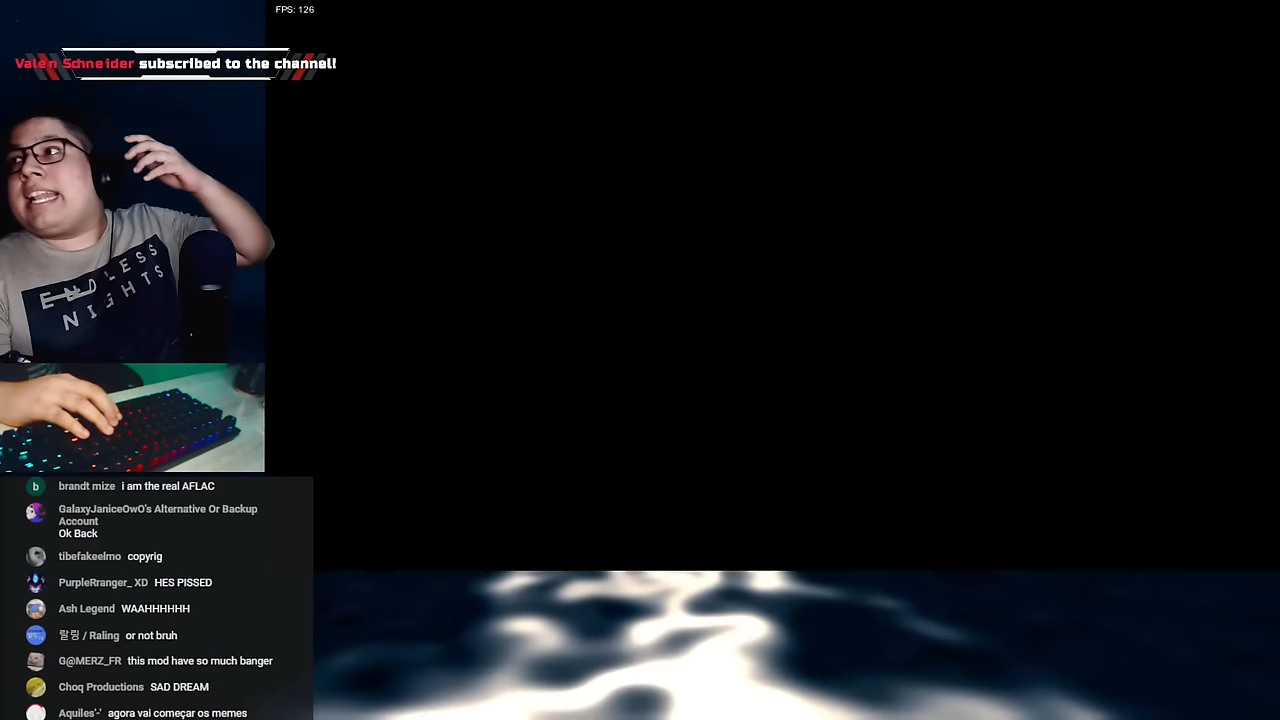 FPS: 126
Valen Schneider subscribed to the channel!
ENDLESS
NIGHTS
brandt mize i am the real AFLAC
GalaxyJaniceOwO's Alternative Or Backup
Account
Ok Back
tibefakeelmo copyrig
PurpleRranger_ XD HES PISSED
Ash Legend WAAHHHHHH
랄링 / Raling or not bruh
G@MERZ_FR this mod have so much banger
Choq Productions SAD DREAM
Aquiles'-' agora vai começar os memes